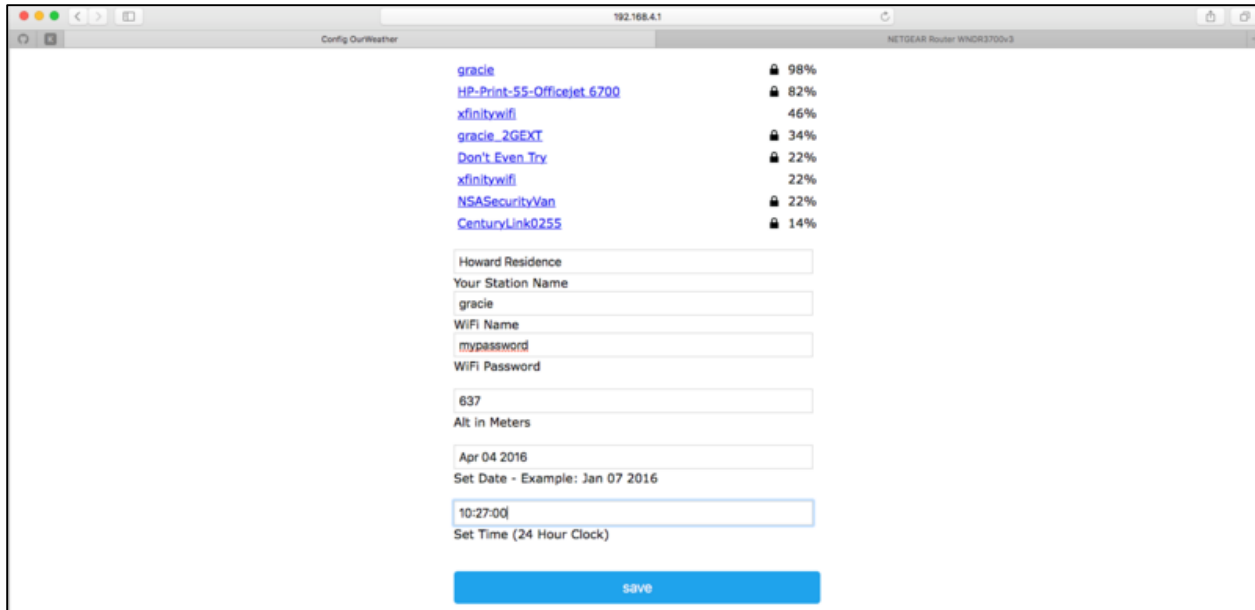 192.168.4.1
Config OurWeather
NETGEAR Router WNDR3700v3
gracie 98%
HP-Print-55-Officejet 6700 82%
xfinitywifi 46%
gracie_2GEXT 34%
Don't Even Try 22%
xfinitywifi 22%
NSASecurityVan 22%
CenturyLink0255 14%
Howard Residence
Your Station Name
gracie
WiFi Name
mypassword
WiFi Password
637
Alt in Meters
Apr 04 2016
Set Date - Example: Jan 07 2016
10:27:00
Set Time (24 Hour Clock)
save